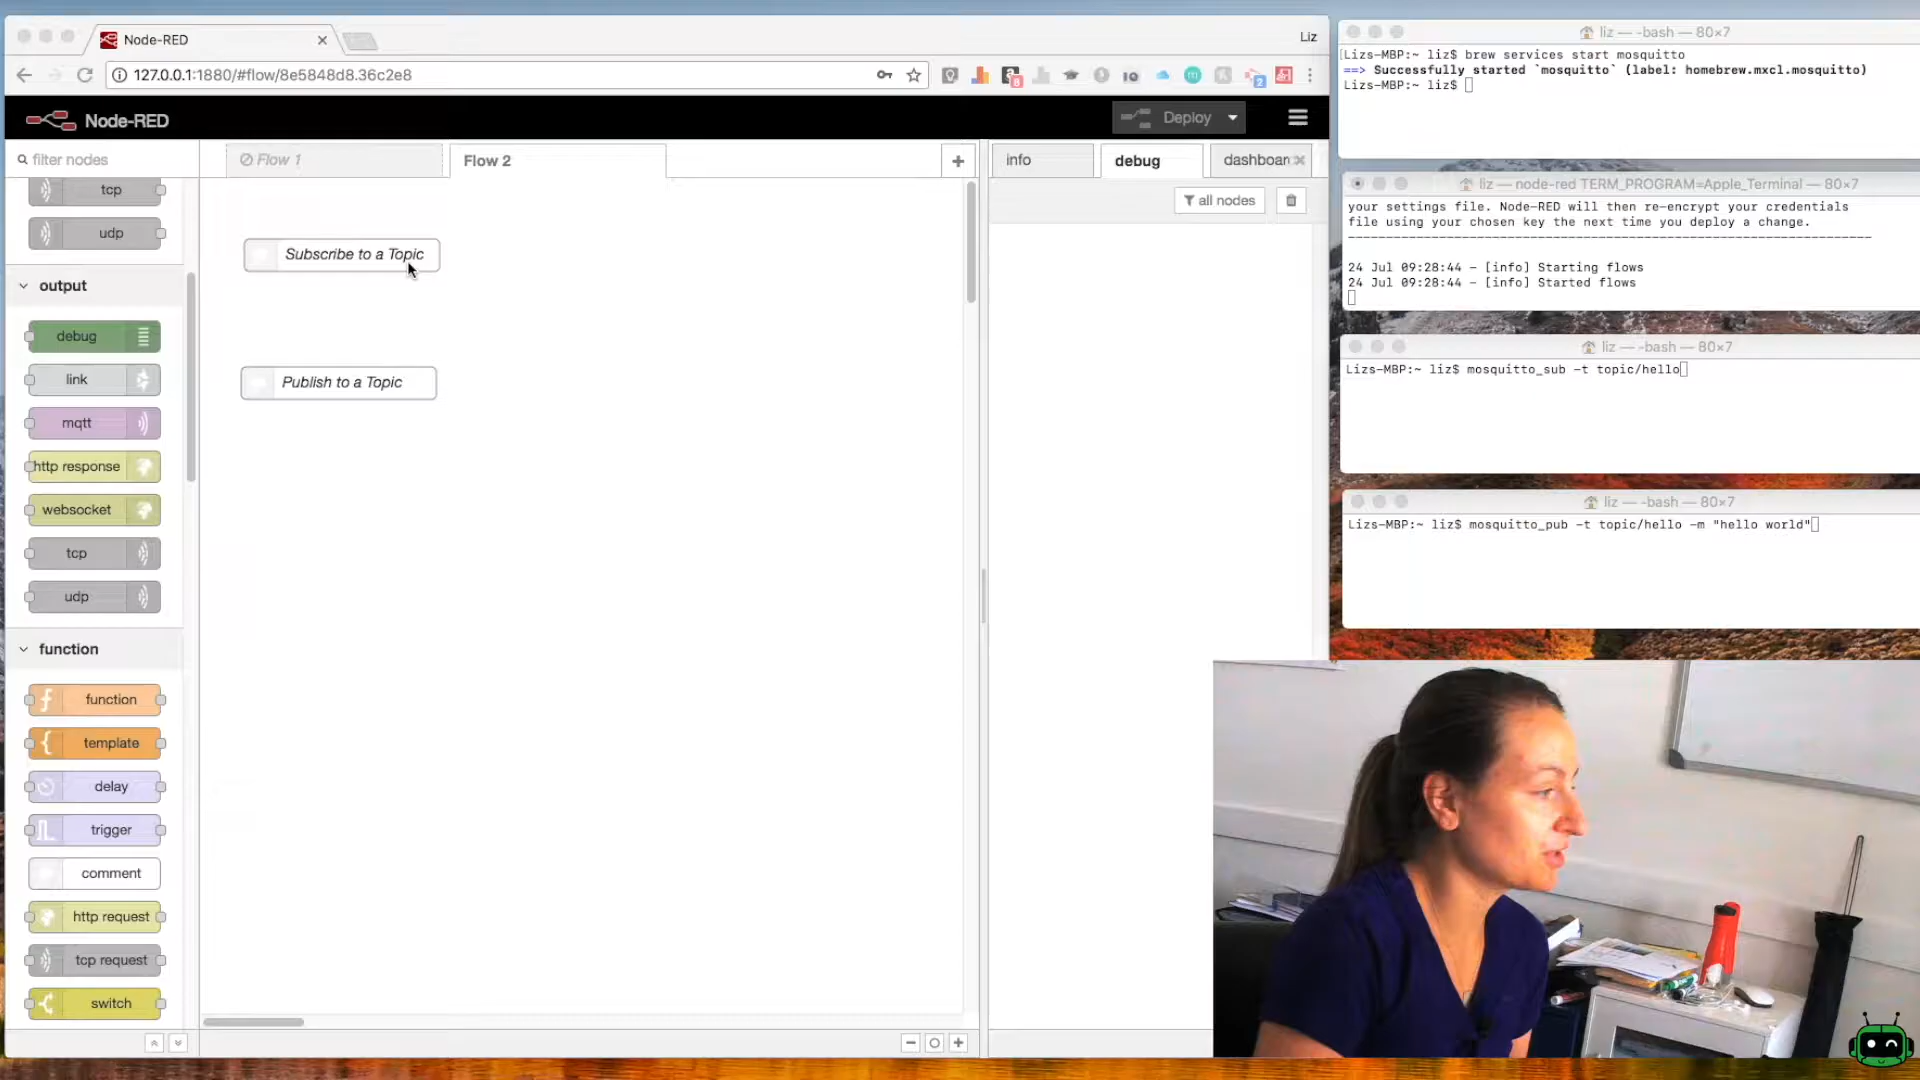 Node-RED
Liz
127.0.0.1:1880/#flow/8e5848d8.36c2e8
Node-RED
Deploy
filter nodes
Flow 1
Flow 2
info
debug
dashboar
all nodes
tcp
udp
output
debug
link
mqtt
http response
websocket
tcp
udp
function
function
template
delay
trigger
comment
http request
tcp request
switch
Subscribe to a Topic
Publish to a Topic
liz — -bash — 80×7
Lizs-MBP:~ liz$ brew services start mosquitto
==> Successfully started `mosquitto` (label: homebrew.mxcl.mosquitto)
Lizs-MBP:~ liz$
liz — node-red TERM_PROGRAM=Apple_Terminal — 80×7
your settings file. Node-RED will then re-encrypt your credentials
file using your chosen key the next time you deploy a change.
---------------------------------------------------------------------
24 Jul 09:28:44 - [info] Starting flows
24 Jul 09:28:44 - [info] Started flows
liz — -bash — 80×7
Lizs-MBP:~ liz$ mosquitto_sub -t topic/hello
liz — -bash — 80×7
Lizs-MBP:~ liz$ mosquitto_pub -t topic/hello -m "hello world"